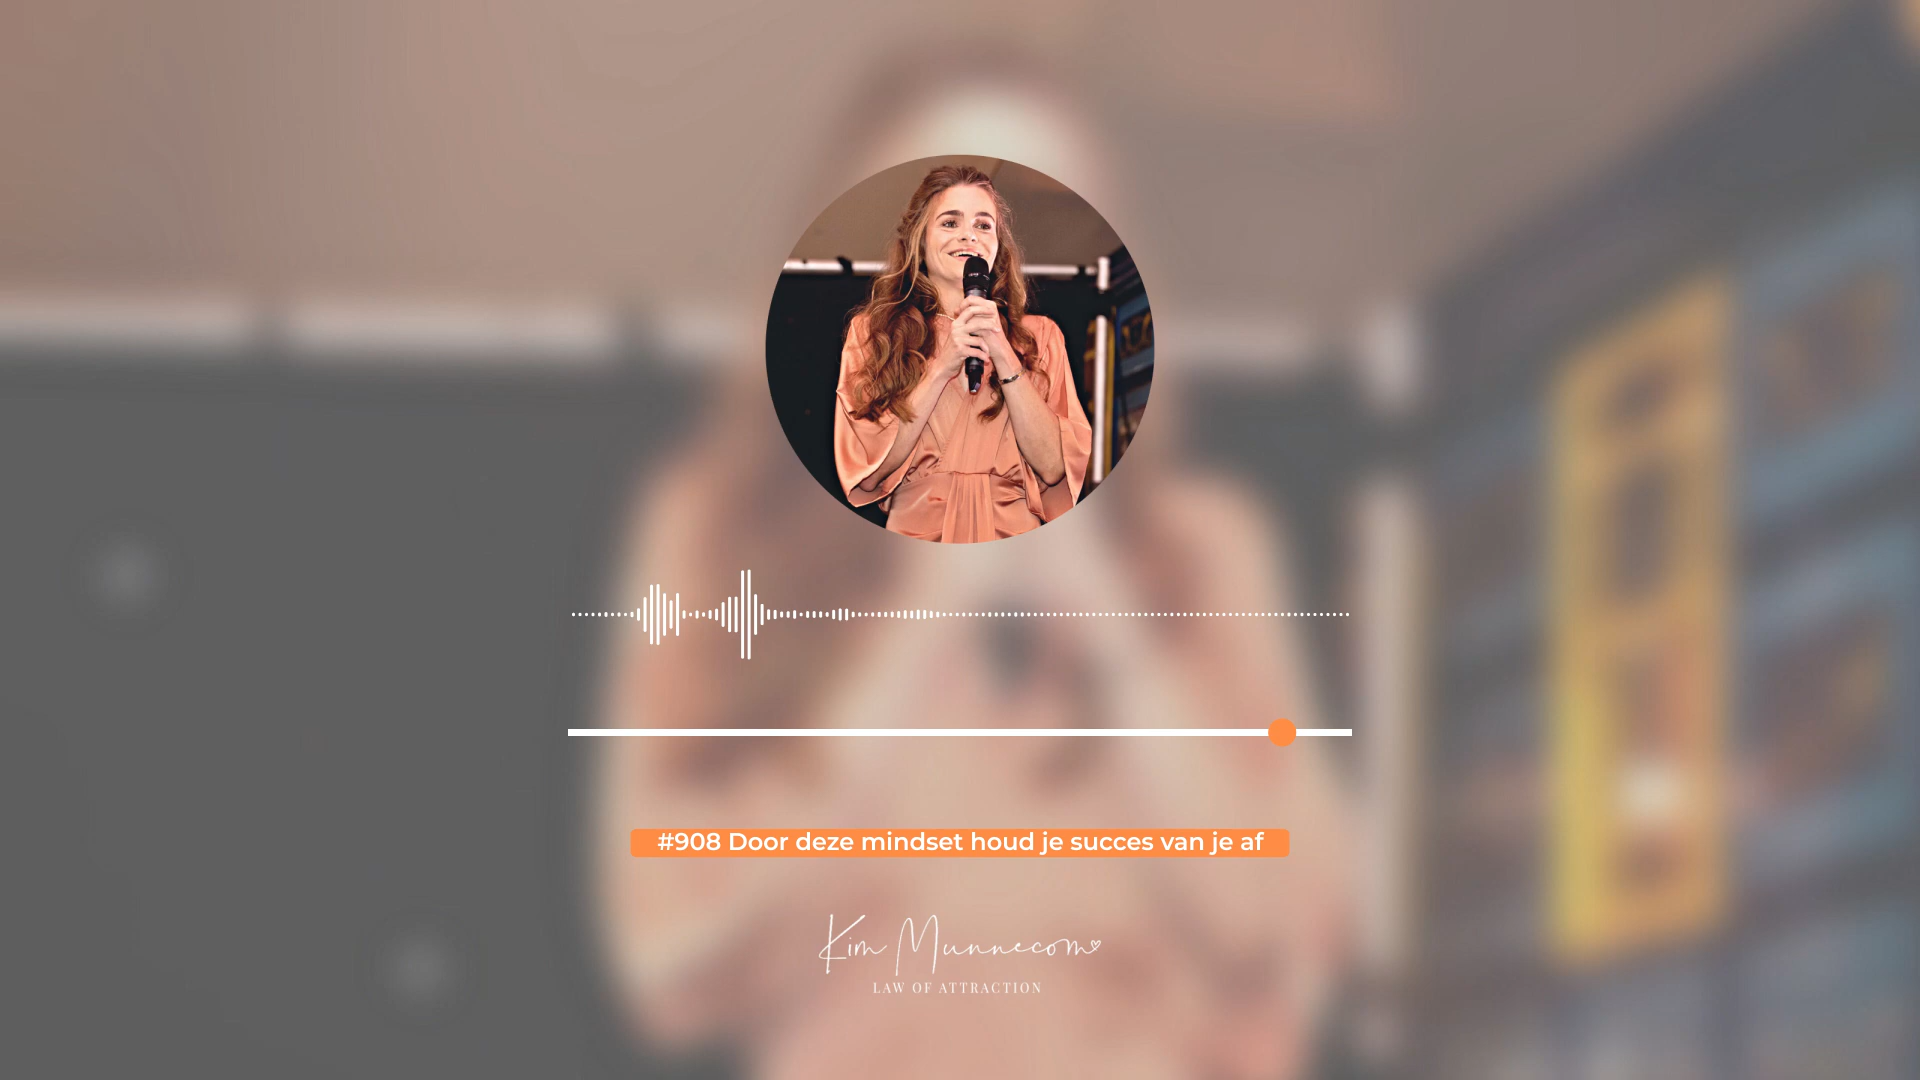 #908 Door deze mindset houd je succes van je af
Kim Munnecom
LAW OF ATTRACTION